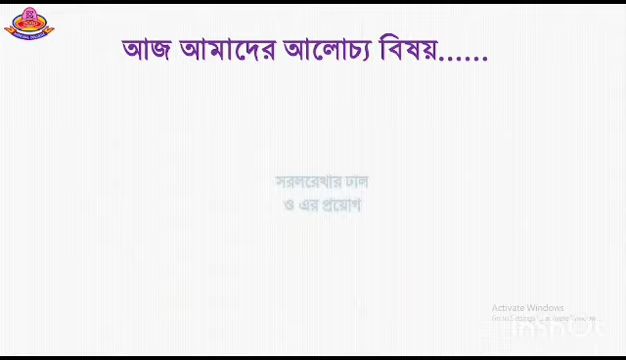 আজ আমাদের আলোচ্য বিষয়......
সরলরেখার ঢাল
ও এর প্রয়োগ
Activate Windows
InShOt